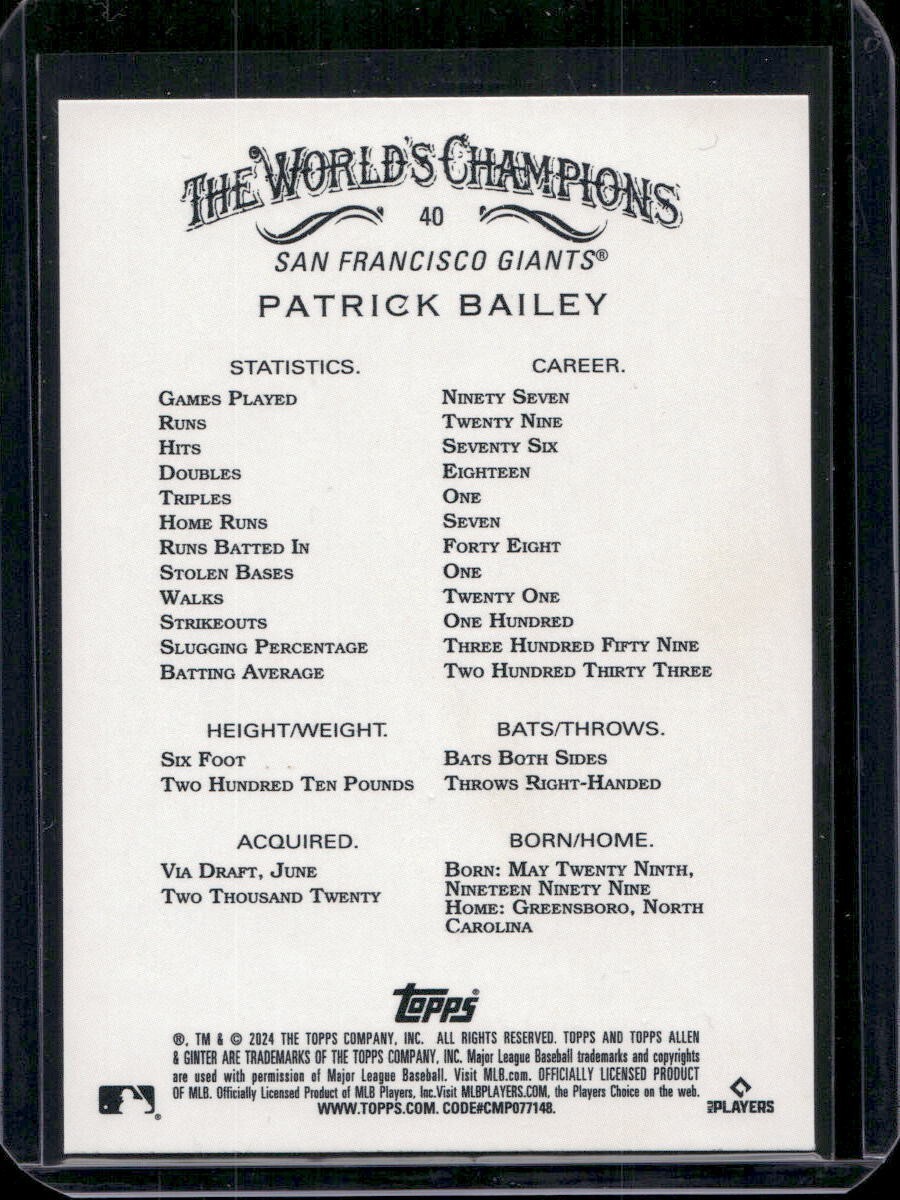 THE WORLD'S CHAMPIONS
40
SAN FRANCISCO GIANTS®
PATRICK BAILEY
STATISTICS. CAREER.
GAMES PLAYED NINETY SEVEN
RUNS TWENTY NINE
HITS SEVENTY SIX
DOUBLES EIGHTEEN
TRIPLES ONE
HOME RUNS SEVEN
RUNS BATTED IN FORTY EIGHT
STOLEN BASES ONE
WALKS TWENTY ONE
STRIKEOUTS ONE HUNDRED
SLUGGING PERCENTAGE THREE HUNDRED FIFTY NINE
BATTING AVERAGE TWO HUNDRED THIRTY THREE
HEIGHT/WEIGHT. BATS/THROWS.
SIX FOOT BATS BOTH SIDES
TWO HUNDRED TEN POUNDS THROWS RIGHT-HANDED
ACQUIRED. BORN/HOME.
VIA DRAFT, JUNE
TWO THOUSAND TWENTY
BORN: MAY TWENTY NINTH,
NINETEEN NINETY NINE
HOME: GREENSBORO, NORTH
CAROLINA
topps®
®, TM & © 2024 THE TOPPS COMPANY, INC. ALL RIGHTS RESERVED. TOPPS AND TOPPS ALLEN
& GINTER ARE TRADEMARKS OF THE TOPPS COMPANY, INC. Major League Baseball trademarks and copyrights
are used with permission of Major League Baseball. Visit MLB.com. OFFICIALLY LICENSED PRODUCT
OF MLB. Officially Licensed Product of MLB Players, Inc.Visit MLBPLAYERS.COM, the Players Choice on the web.
WWW.TOPPS.COM. CODE#CMP077148.
®
MLB PLAYERS